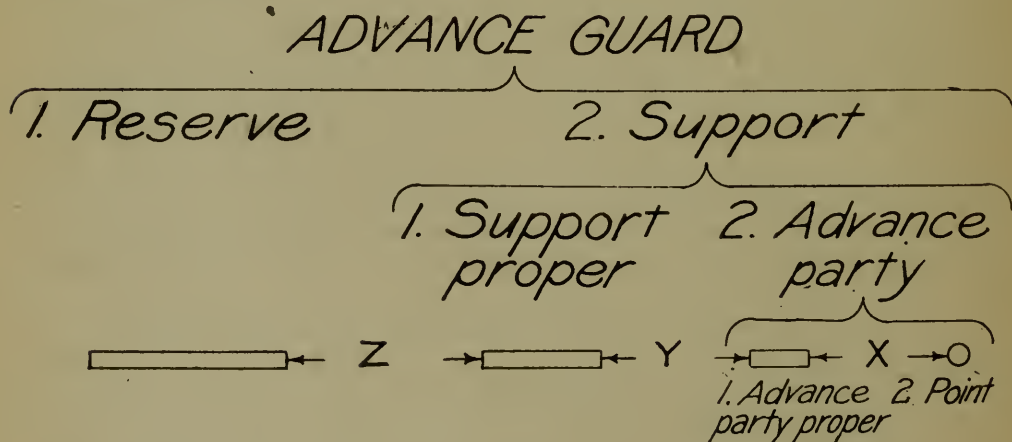 ADVANCE GUARD
1. Reserve 2. Support
1. Support proper 2. Advance party
Z Y X
1. Advance party proper 2. Point